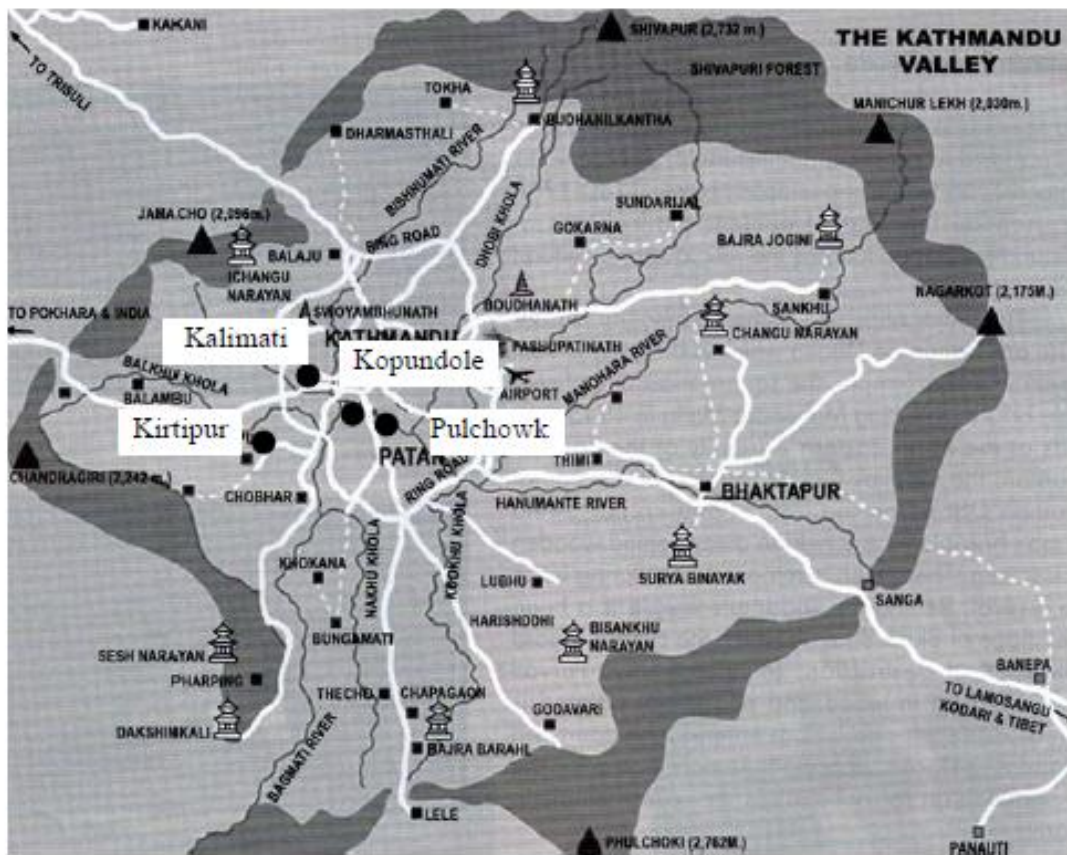 KAKANI
SHIVAPUR (2,732 m.)
THE KATHMANDU
VALLEY
TO TRISULI
SHIVAPURI FOREST
TOKHA
MANICHUR LEKH (2,030m.)
BUDHANILKANTHA
DHARMASTHALI
BISHNUMATI RIVER
SUNDARIJAL
JAMACHO (2,096m.)
GOKARNA
BAJRA JOGINI
RING ROAD
DHOBI KHOLA
BALAJU
ICHANGU
NARAYAN
BOUDHANATH
SANKHU
NAGARKOT (2,175M.)
TO POKHARA & INDIA
SWOYAMBHUNATH
CHANGU NARAYAN
KATHMANDU
Kalimati
Kopundole
PASHUPATINATH
MANOHARA RIVER
BALKHU KHOLA
AIRPORT
BALAMBU
Kirtipur
Pulchowk
PATAN
THIMI
CHANDRAGIRI (2,242 m.)
RING ROAD
CHOBHAR
HANUMANTE RIVER
BHAKTAPUR
KHOKANA
NAKHU KHOLA
KHOLA
LUBHU
SURYA BINAYAK
SANGA
HARISHDDHI
BUNGAMATI
BISANKHU
NARAYAN
SESH NARAYAN
PHARPING
BANEPA
THECHO
CHAPAGAON
TO LAMOSANGU
KODARI & TIBET
DAKSHINKALI
GODAVARI
BAGMATI RIVER
BAJRA BARAHI
LELE
PHULCHOKI (2,762M.)
PANAUTI